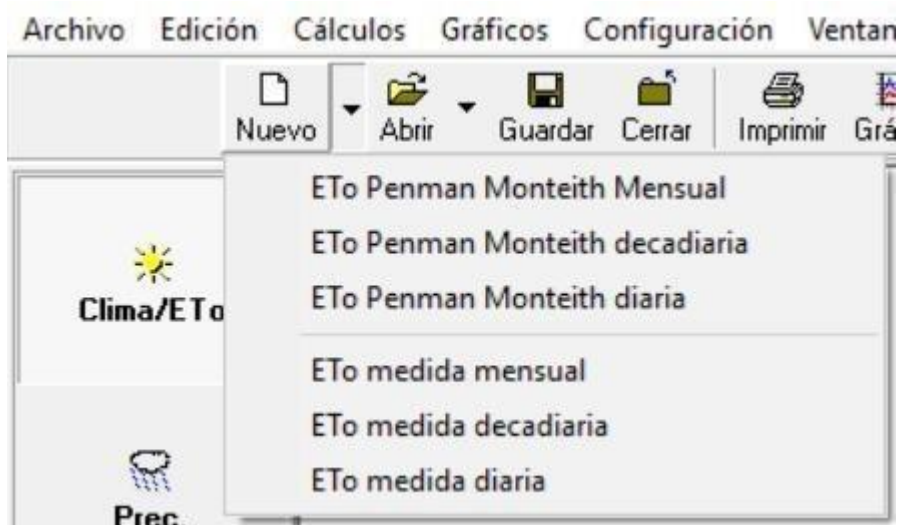 Archivo Edición Cálculos Gráficos Configuración
Nuevo Abrir Guardar Cerrar Imprimir
ETo Penman Monteith Mensual
ETo Penman Monteith decadiaria
ETo Penman Monteith diaria
Clima/ETo
ETo medida mensual
ETo medida decadiaria
ETo medida diaria
Prec.